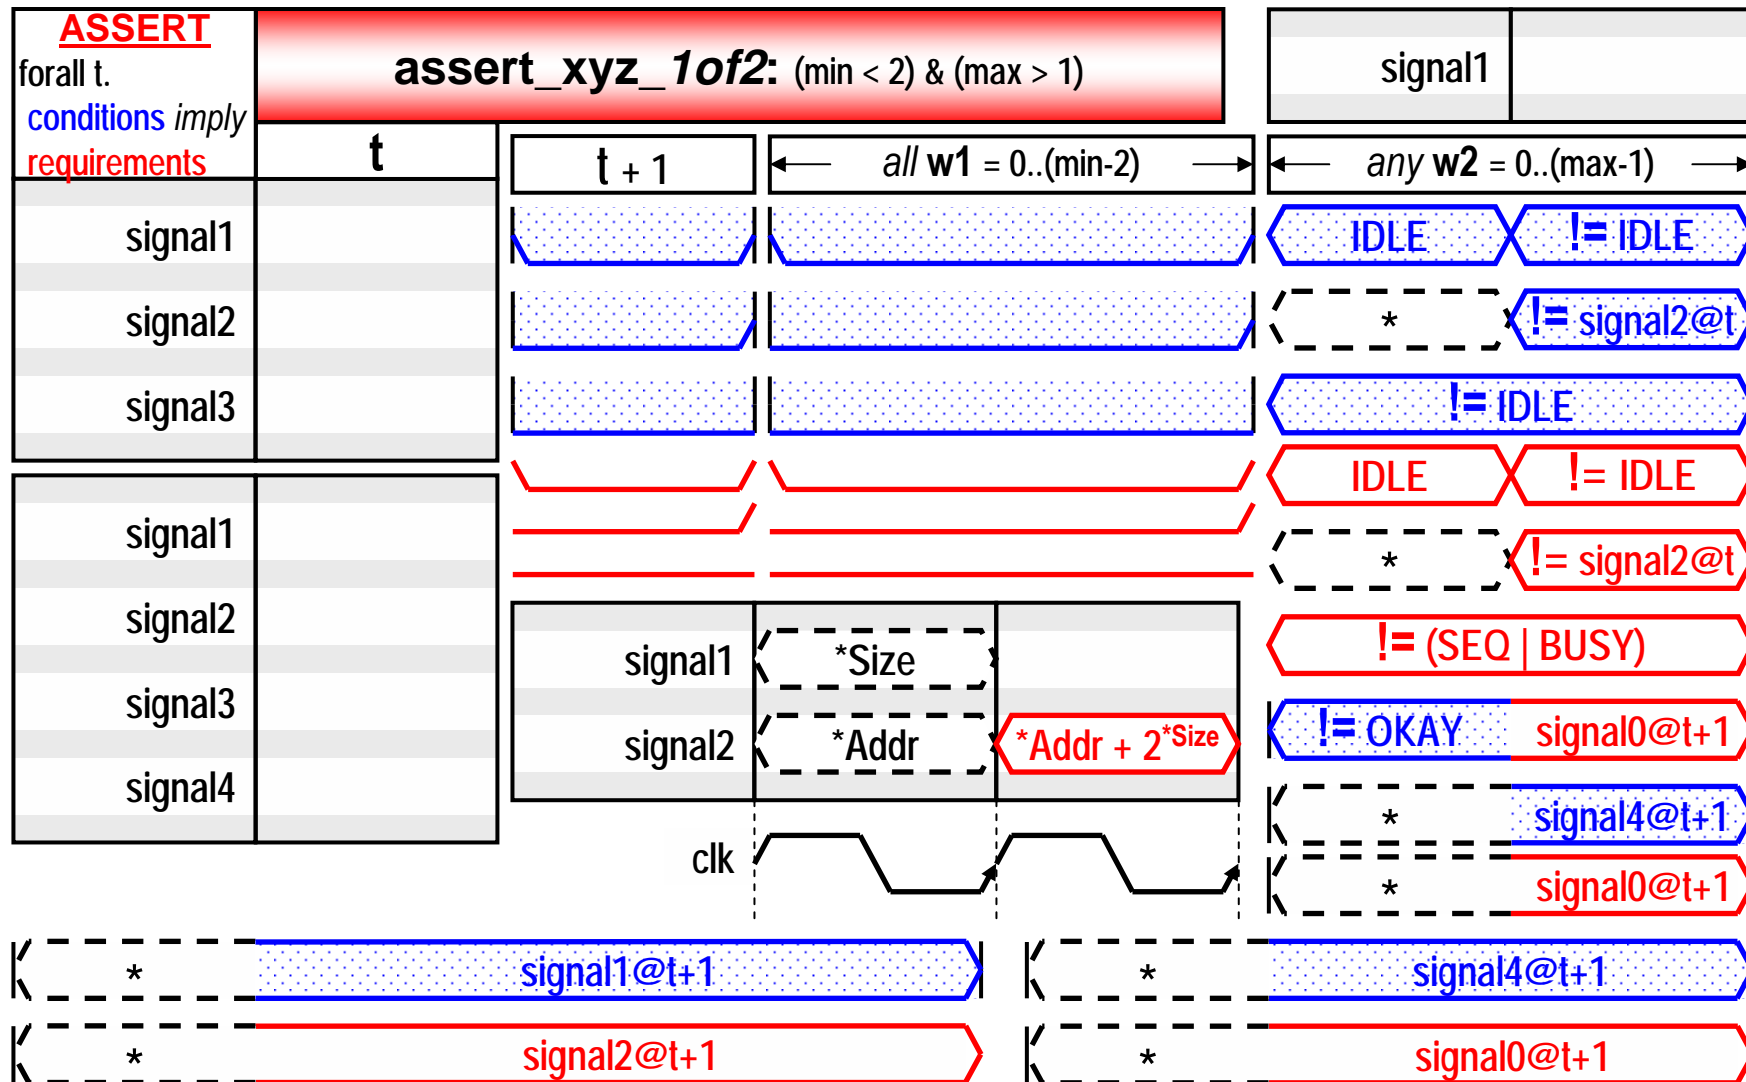 ASSERT
forall t.
conditions imply
requirements
assert_xyz_1of2: (min < 2) & (max > 1)
signal1
t
t + 1
all w1 = 0..(min-2)
any w2 = 0..(max-1)
signal1
IDLE
!= IDLE
signal2
*
!= signal2@t
signal3
!= IDLE
IDLE
!= IDLE
signal1
*
!= signal2@t
signal2
signal1
*Size
!= (SEQ | BUSY)
signal3
signal2
*Addr
*Addr + 2*Size
!= OKAY
signal0@t+1
signal4
*
signal4@t+1
clk
*
signal0@t+1
*
signal1@t+1
*
signal4@t+1
*
signal2@t+1
*
signal0@t+1